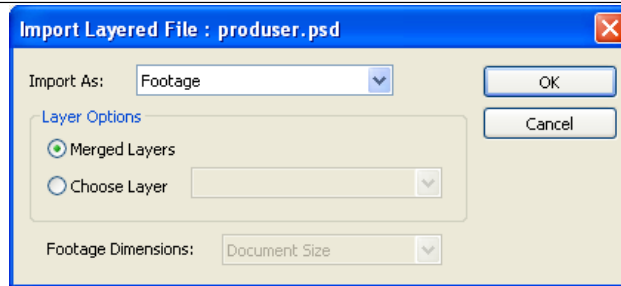 Import Layered File : produser.psd
Import As: Footage
OK
Layer Options
Cancel
Merged Layers
Choose Layer
Footage Dimensions: Document Size